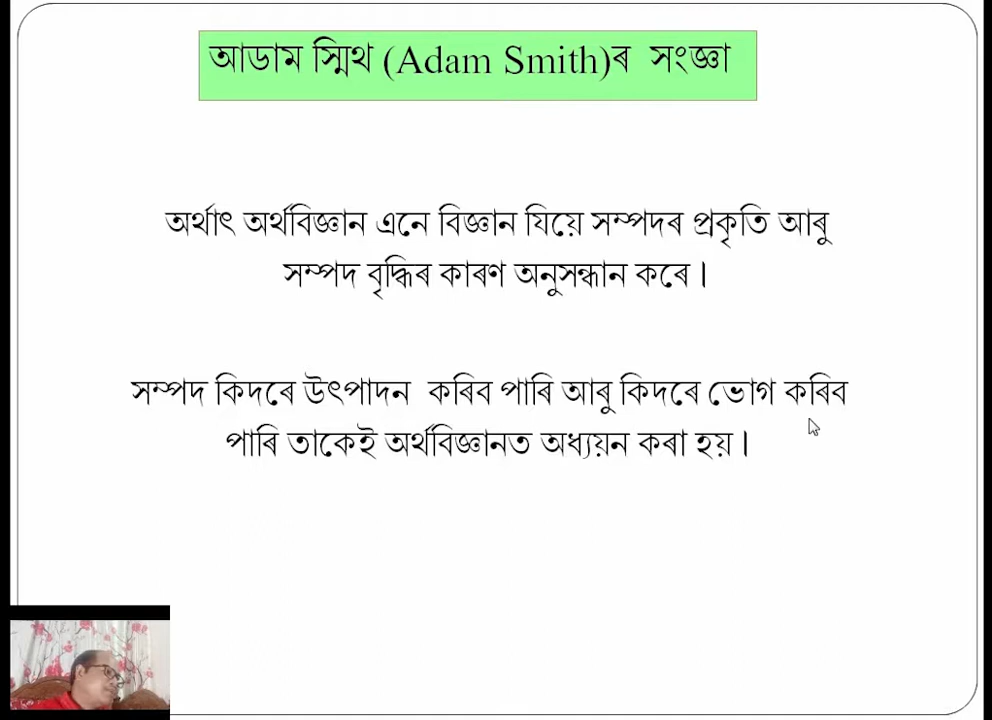 আডাম স্মিথ (Adam Smith)ৰ সংজ্ঞা
অৰ্থাৎ অৰ্থবিজ্ঞান এনে বিজ্ঞান যিয়ে সম্পদৰ প্ৰকৃতি আৰু
সম্পদ বৃদ্ধিৰ কাৰণ অনুসন্ধান কৰে।
সম্পদ কিদৰে উৎপাদন কৰিব পাৰি আৰু কিদৰে ভোগ কৰিব
পাৰি তাকেই অৰ্থবিজ্ঞানত অধ্যয়ন কৰা হয়।